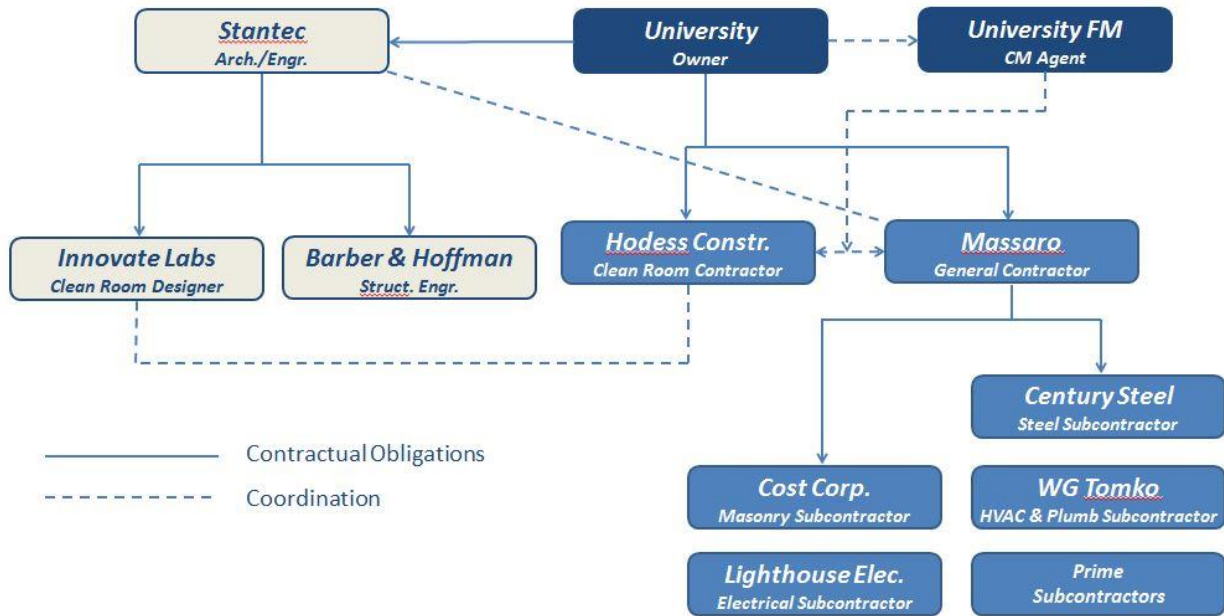 Stantec
Arch./Engr.
University
Owner
University FM
CM Agent
Innovate Labs
Clean Room Designer
Barber & Hoffman
Struct. Engr.
Hodess Constr.
Clean Room Contractor
Massaro
General Contractor
Century Steel
Steel Subcontractor
Contractual Obligations
Coordination
Cost Corp.
Masonry Subcontractor
WG Tomko
HVAC & Plumb Subcontractor
Lighthouse Elec.
Electrical Subcontractor
Prime
Subcontractors